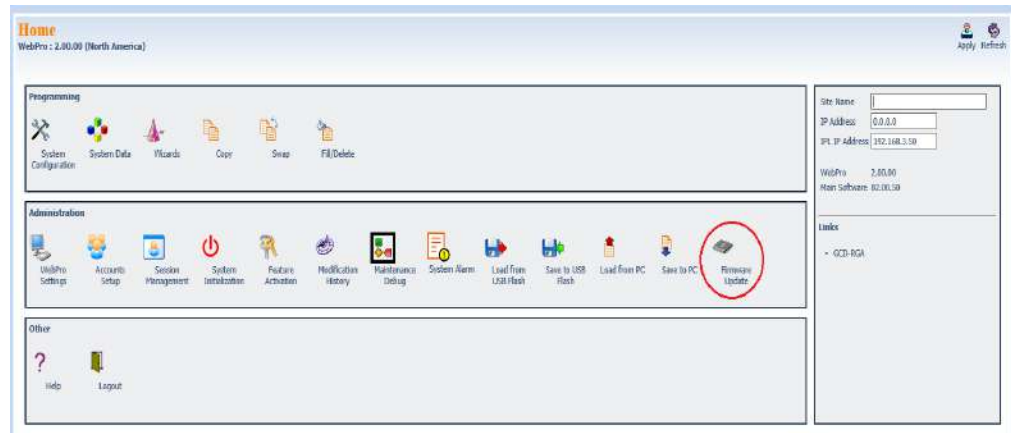 Home
WebPro : 2.00.00 (North America)
Apply Refresh
Programming
System Configuration
System Data
Wizards
Copy
Swap
Fill/Delete
Administration
WebPro Settings
Accounts Setup
Session Management
System Initialization
Feature Activation
Modification History
Maintenance Debug
System Alarm
Load from USB Flash
Save to USB Flash
Load from PC
Save to PC
Firmware Update
Other
Help
Logout
Site Name
IP Address 0.0.0.0
IPL IP Address 192.168.3.50
WebPro 2.00.00
Main Software 02.00.50
Links
- GCD-RGA